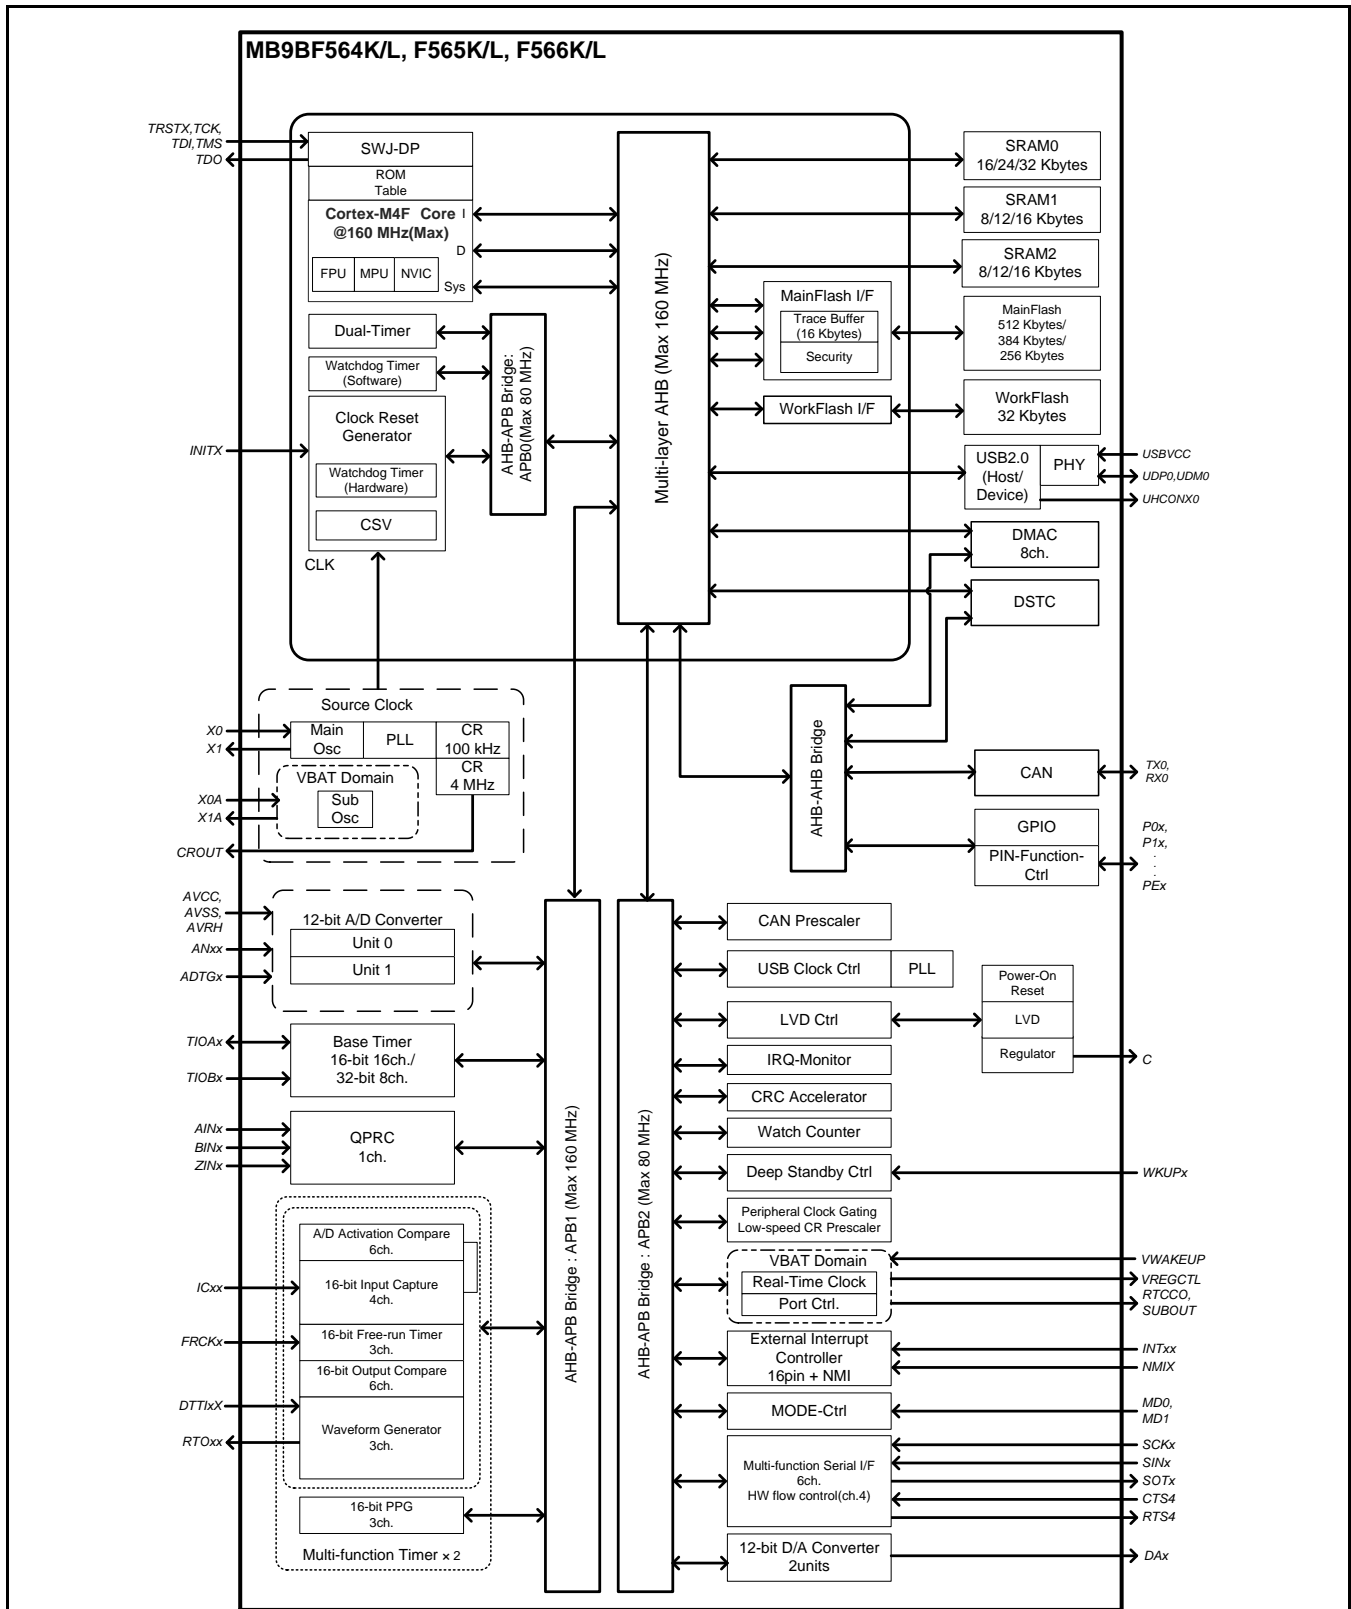 MB9BF564K/L, F565K/L, F566K/L
TRSTX,TCK,
TDI,TMS
TDO
SWJ-DP
ROM
Table
Cortex-M4F Core
@160 MHz(Max)
I
D
Sys
FPU
MPU
NVIC
Dual-Timer
Watchdog Timer
(Software)
Clock Reset
Generator
Watchdog Timer
(Hardware)
CSV
CLK
INITX
AHB-APB Bridge:
APB0(Max 80 MHz)
Multi-layer AHB (Max 160 MHz)
SRAM0
16/24/32 Kbytes
SRAM1
8/12/16 Kbytes
SRAM2
8/12/16 Kbytes
MainFlash I/F
Trace Buffer
(16 Kbytes)
Security
MainFlash
512 Kbytes/
384 Kbytes/
256 Kbytes
WorkFlash I/F
WorkFlash
32 Kbytes
USB2.0
(Host/
Device)
PHY
USBVCC
UDP0,UDM0
UHCONX0
DMAC
8ch.
DSTC
Source Clock
X0
X1
Main
Osc
PLL
CR
100 kHz
CR
4 MHz
VBAT Domain
Sub
Osc
X0A
X1A
CROUT
AHB-AHB Bridge
CAN
TX0,
RX0
GPIO
PIN-Function-
Ctrl
P0x,
P1x,
.
.
PEx
AVCC,
AVSS,
AVRH
ANxx
ADTGx
12-bit A/D Converter
Unit 0
Unit 1
TIOAx
TIOBx
Base Timer
16-bit 16ch./
32-bit 8ch.
AINx
BINx
ZINx
QPRC
1ch.
A/D Activation Compare
6ch.
16-bit Input Capture
4ch.
16-bit Free-run Timer
3ch.
16-bit Output Compare
6ch.
Waveform Generator
3ch.
16-bit PPG
3ch.
Multi-function Timer × 2
ICxx
FRCKx
DTTIxX
RTOxx
AHB-APB Bridge : APB1 (Max 160 MHz)
AHB-APB Bridge : APB2 (Max 80 MHz)
CAN Prescaler
USB Clock Ctrl
PLL
LVD Ctrl
Power-On
Reset
LVD
Regulator
C
IRQ-Monitor
CRC Accelerator
Watch Counter
Deep Standby Ctrl
WKUPx
Peripheral Clock Gating
Low-speed CR Prescaler
VBAT Domain
Real-Time Clock
Port Ctrl.
VWAKEUP
VREGCTL
RTCCO,
SUBOUT
External Interrupt
Controller
16pin + NMI
INTxx
NMIX
MODE-Ctrl
MD0,
MD1
Multi-function Serial I/F
6ch.
HW flow control(ch.4)
SCKx
SINx
SOTx
CTS4
RTS4
12-bit D/A Converter
2units
DAx